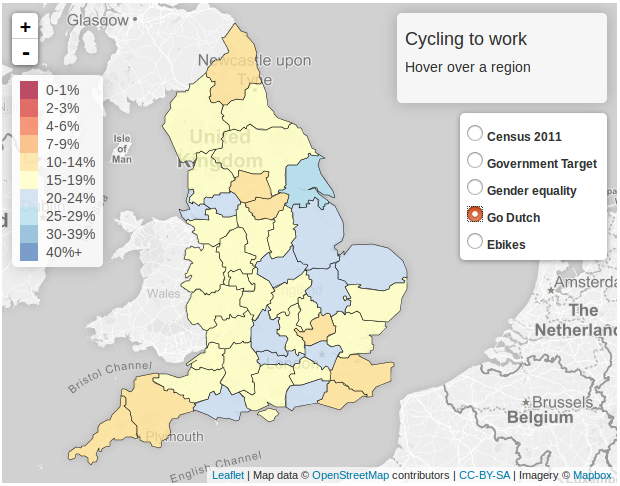 Glasgow
+
-
Cycling to work
Hover over a region
Newcastle upon
Tyne
0-1%
2-3%
4-6%
7-9%
10-14%
15-19%
20-24%
25-29%
30-39%
40%+
Isle
of
Man
United
Kingdom
Census 2011
Government Target
Gender equality
Go Dutch
Ebikes
Wales
Amsterda
The
Netherland
London
Bristol Channel
Brussels
Belgium
Plymouth
English Channel
Leaflet | Map data © OpenStreetMap contributors | CC-BY-SA | Imagery © Mapbox